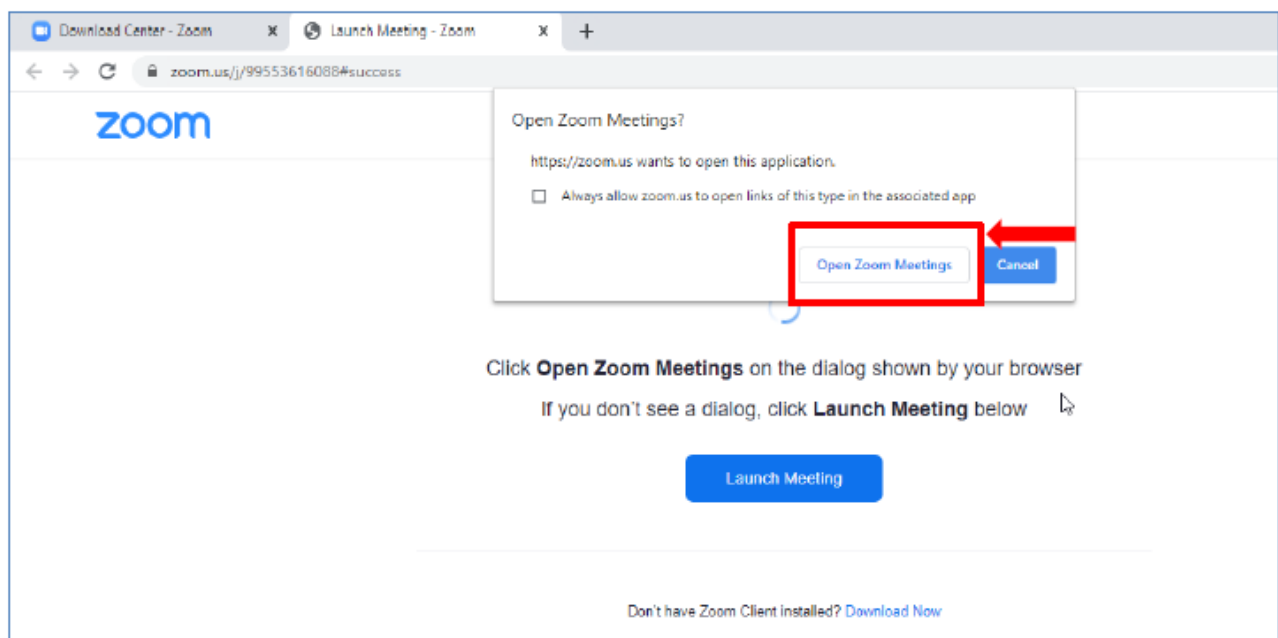 Download Center - Zoom
Launch Meeting - Zoom
zoom.us/j/99553616088#success
zoom
Open Zoom Meetings?
https://zoom.us wants to open this application.
Always allow zoom.us to open links of this type in the associated app
Open Zoom Meetings
Cancel
Click Open Zoom Meetings on the dialog shown by your browser
If you don't see a dialog, click Launch Meeting below
Launch Meeting
Don't have Zoom Client installed? Download Now